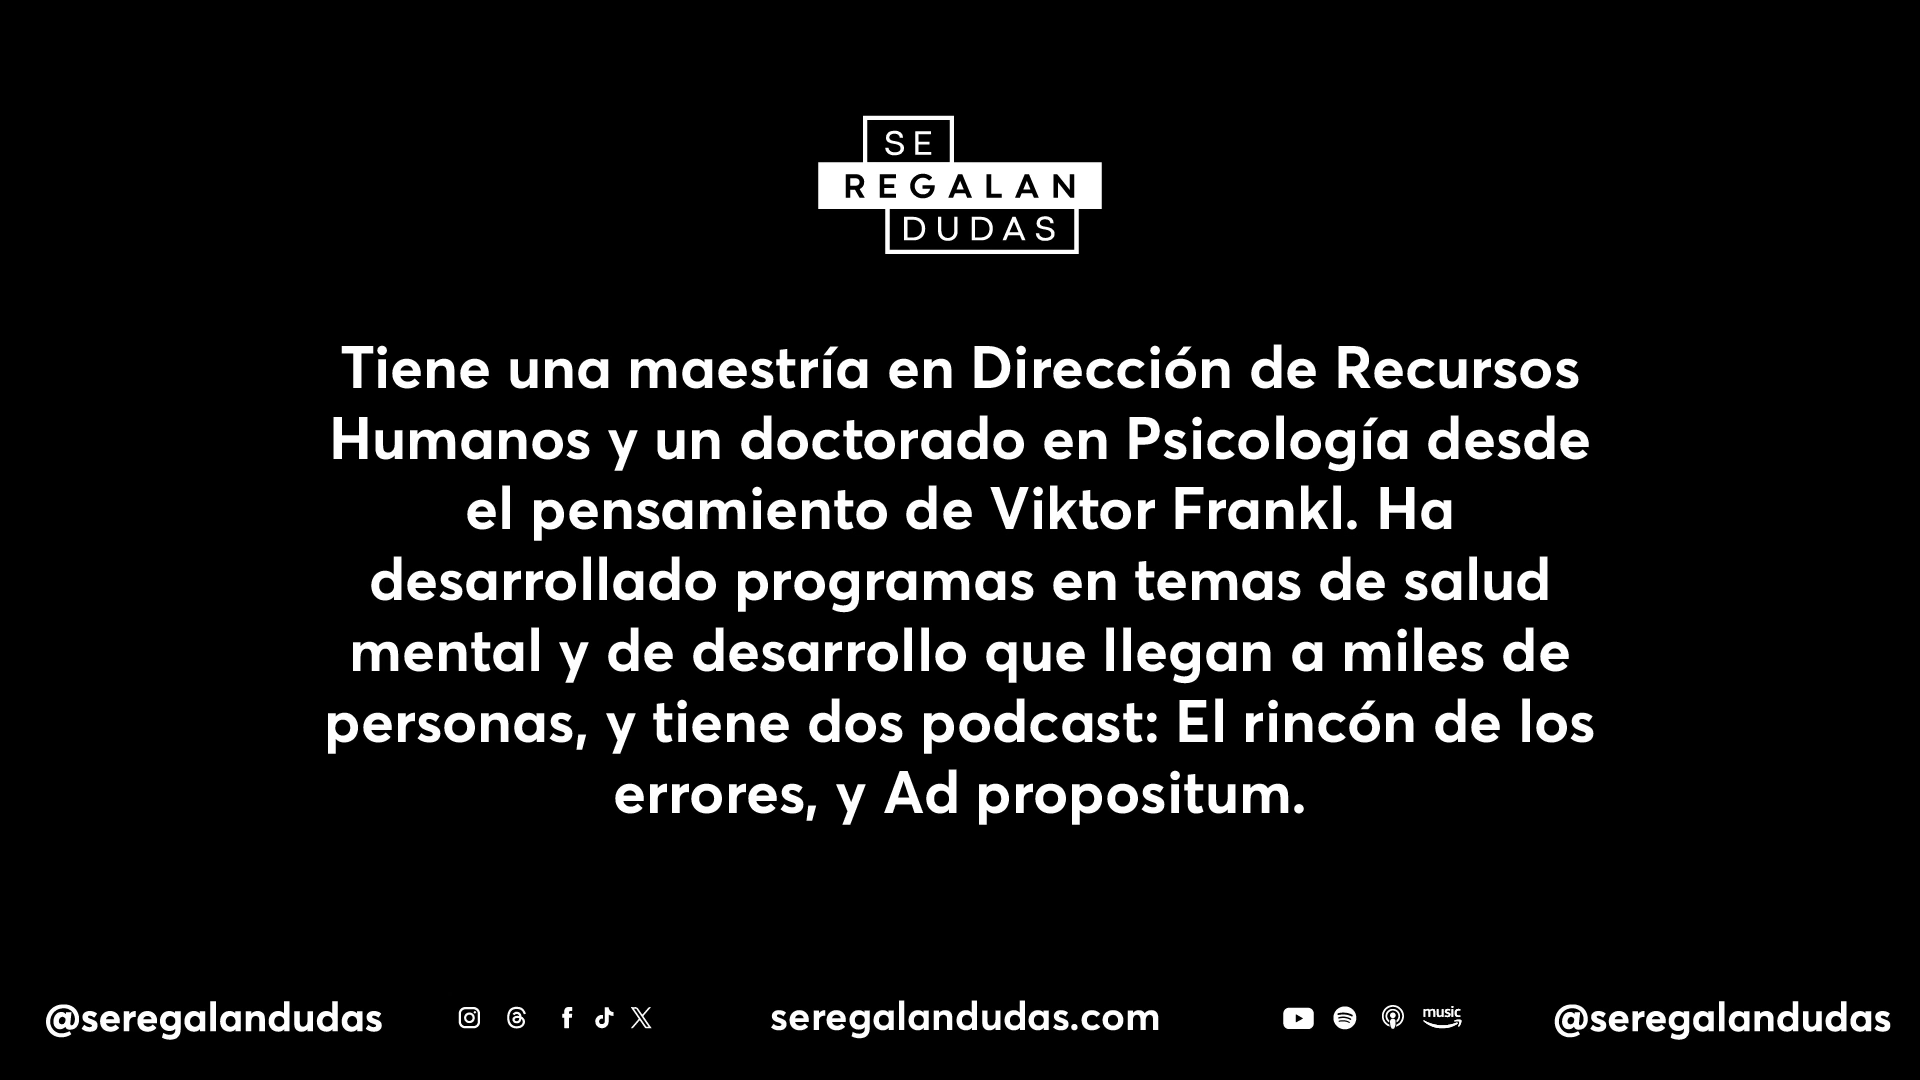 SE
REGALAN
DUDAS
Tiene una maestría en Dirección de Recursos
Humanos y un doctorado en Psicología desde
el pensamiento de Viktor Frankl. Ha
desarrollado programas en temas de salud
mental y de desarrollo que llegan a miles de
personas, y tiene dos podcast: El rincón de los
errores, y Ad propositum.
@seregalandudas seregalandudas.com music @seregalandudas